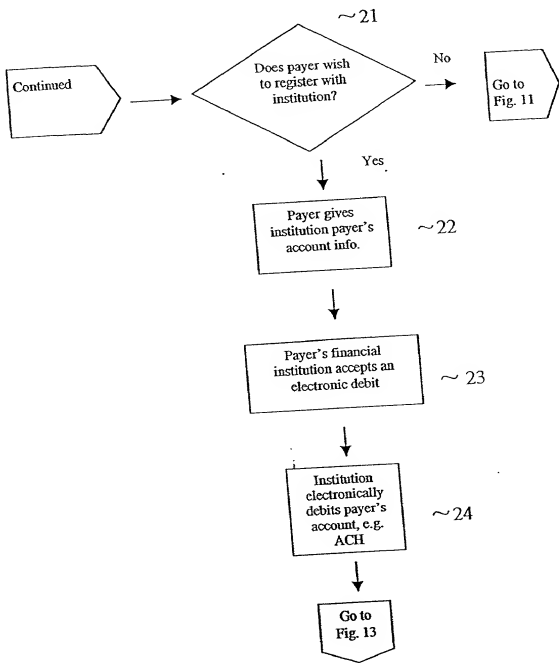 ~21
Continued
Does payer wish
to register with
institution?
No
Go to
Fig. 11
Yes
Payer gives
institution payer's
account info.
~22
Payer's financial
institution accepts an
electronic debit
~23
Institution
electronically
debits payer's
account, e.g.
ACH
~24
Go to
Fig. 13